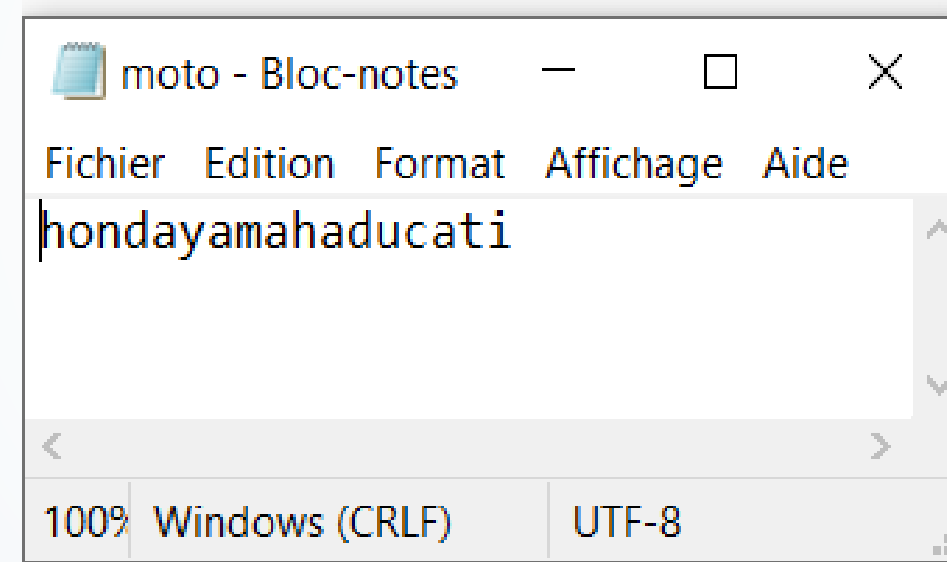 moto - Bloc-notes
Fichier Edition Format Affichage Aide
hondayamahaducati
100% Windows (CRLF) UTF-8